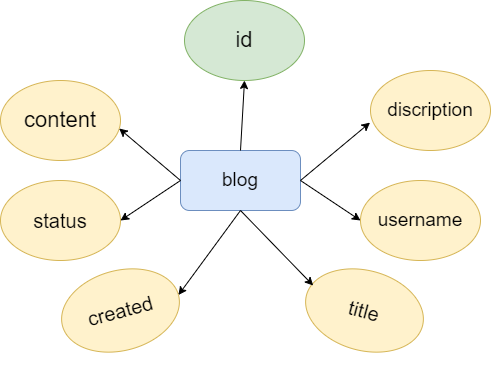 id
content
discription
blog
status
username
created
title